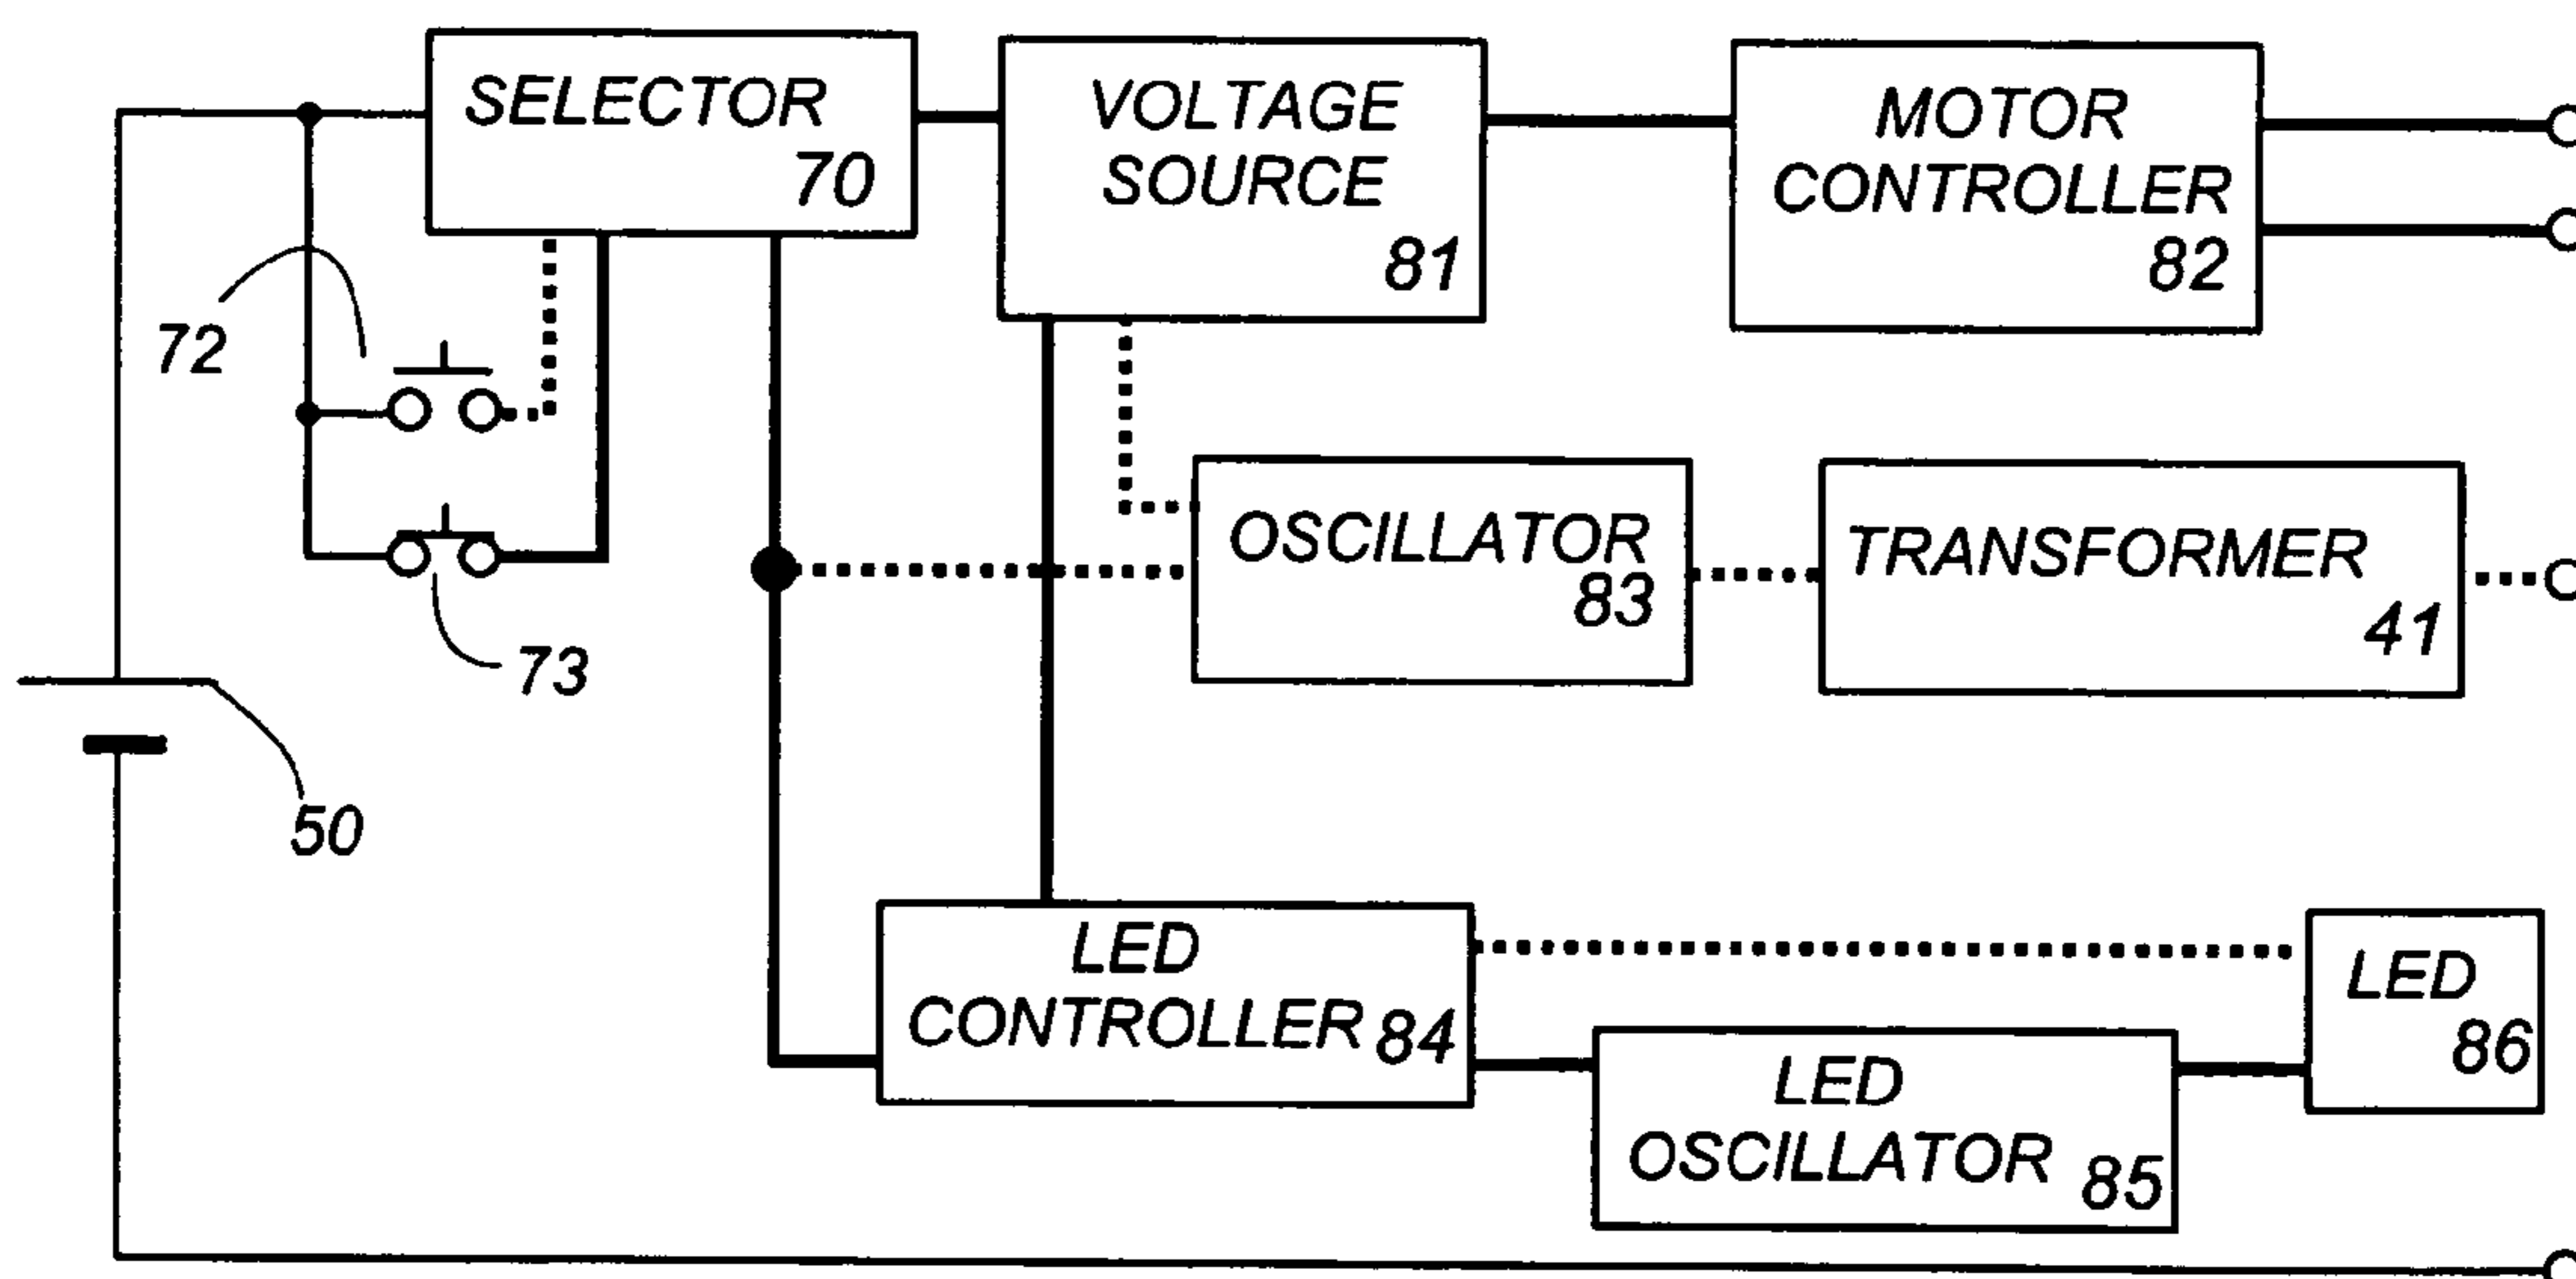 SELECTOR
70
VOLTAGE
SOURCE
81
MOTOR
CONTROLLER
82
72
OSCILLATOR
83
TRANSFORMER
41
73
50
LED
CONTROLLER 84
LED
86
LED
OSCILLATOR 85